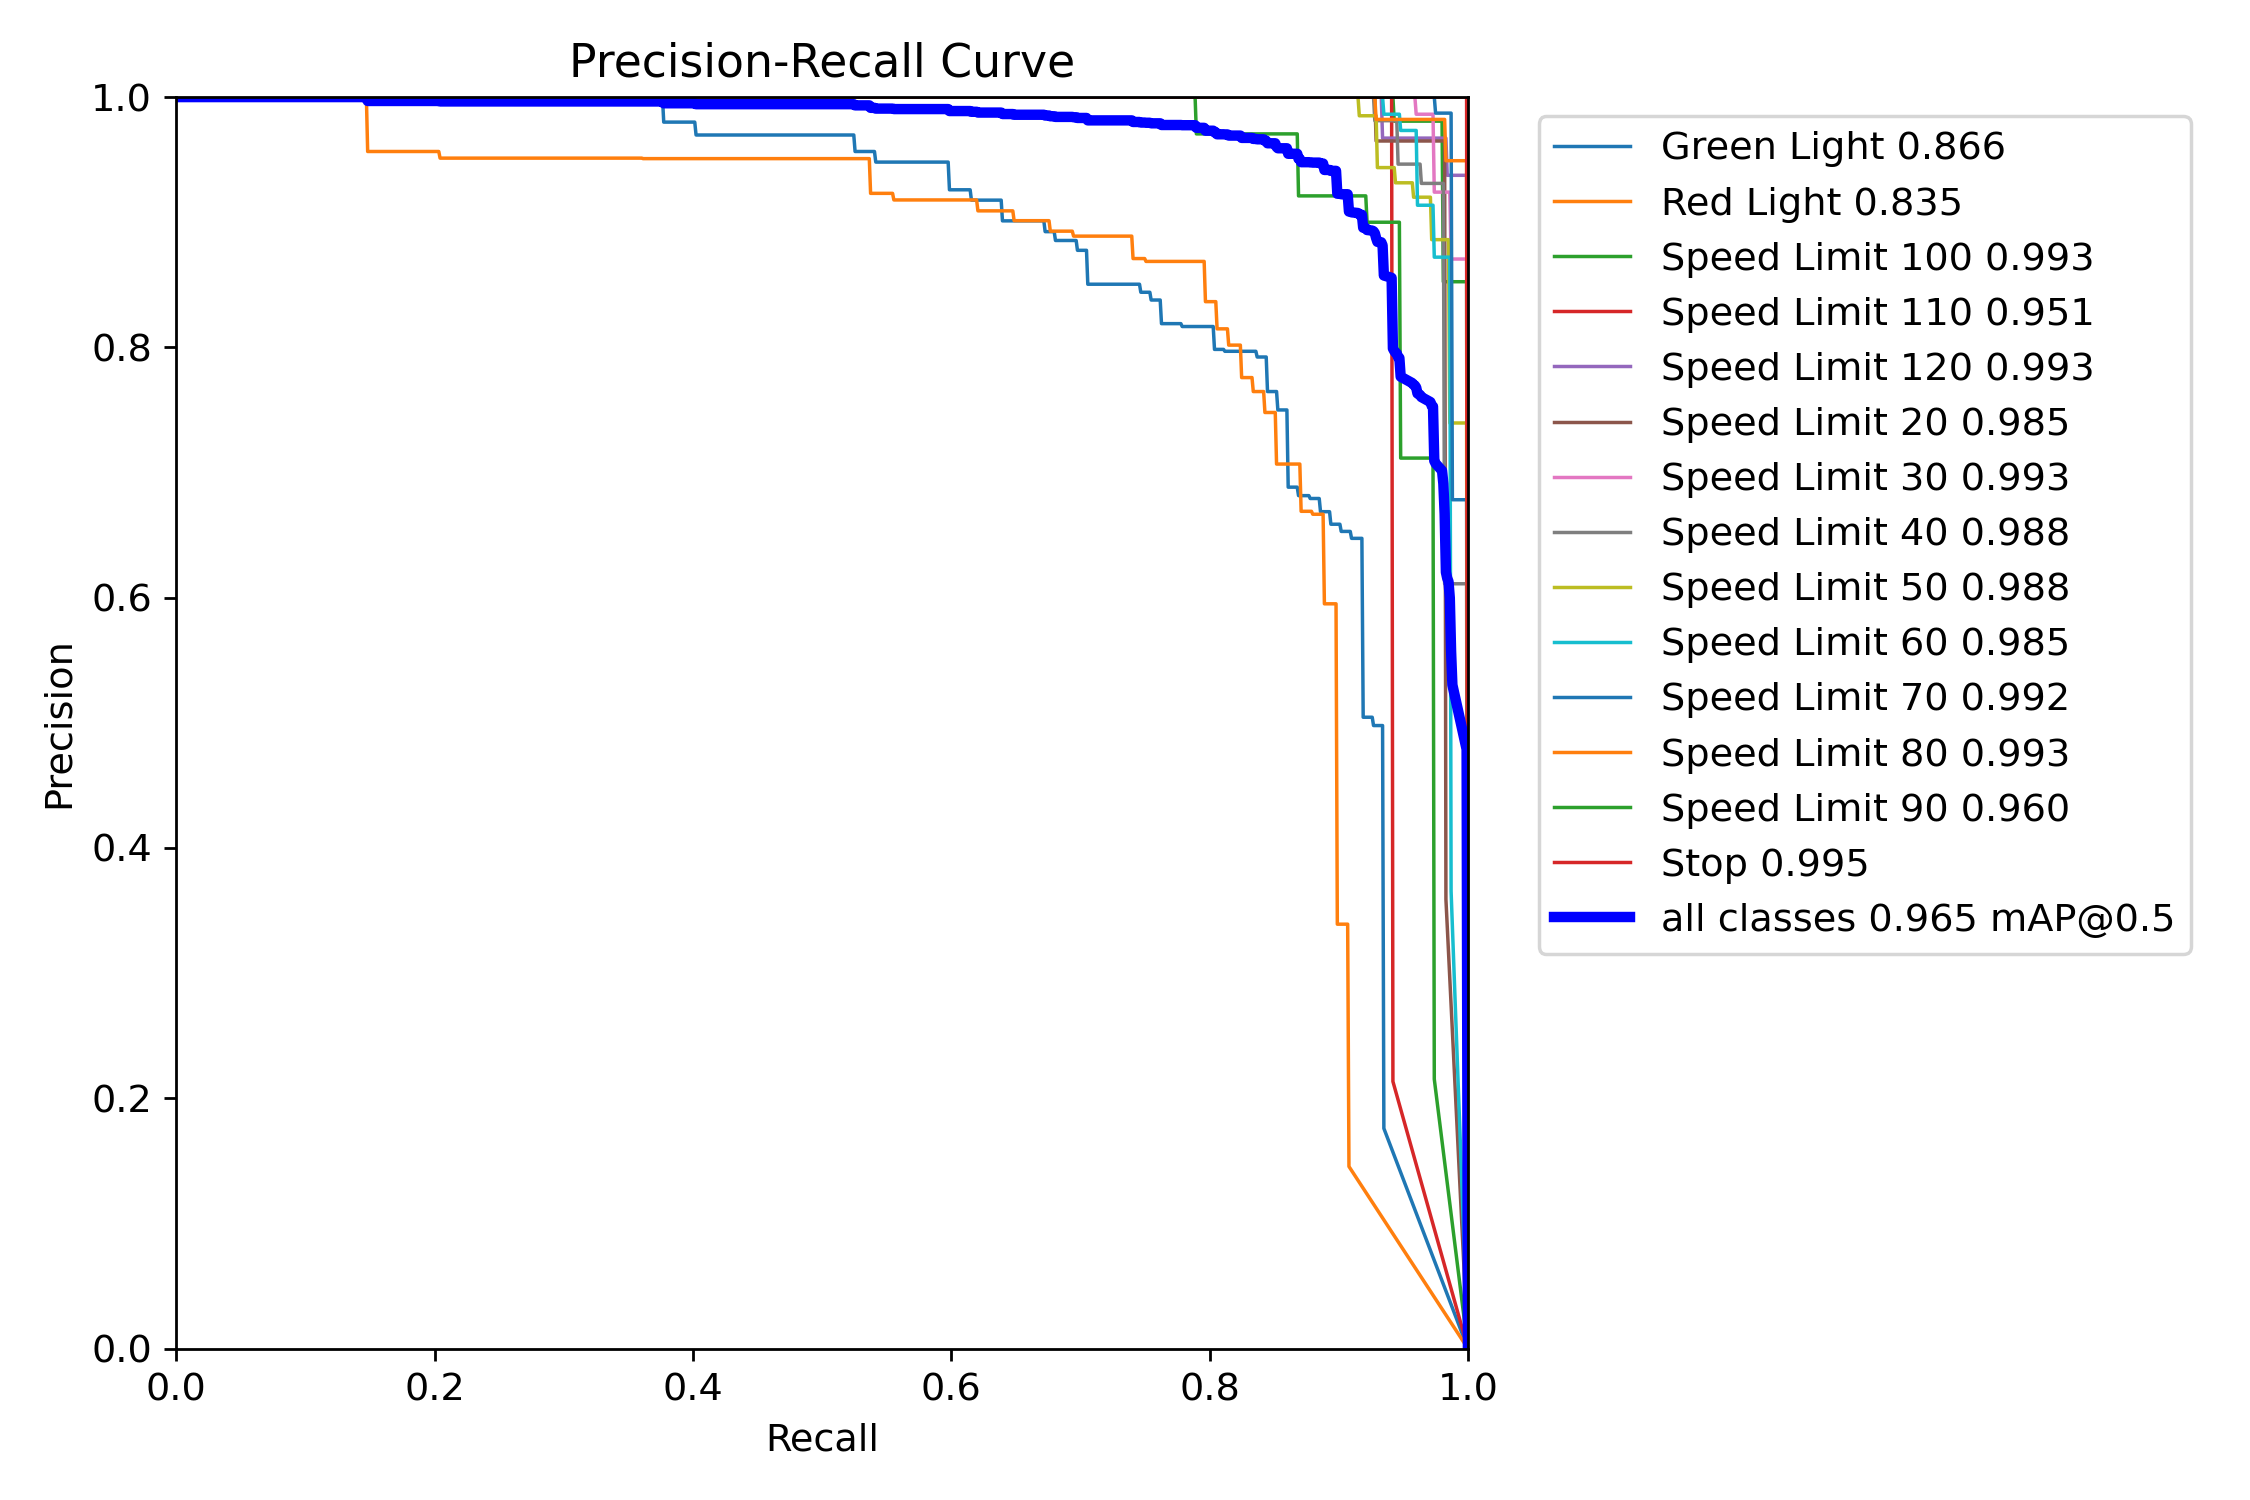 Precision-Recall Curve
1.0
0.8
0.6
0.4
0.2
0.0
Precision
0.0 0.2 0.4 0.6 0.8 1.0
Recall
Green Light 0.866
Red Light 0.835
Speed Limit 100 0.993
Speed Limit 110 0.951
Speed Limit 120 0.993
Speed Limit 20 0.985
Speed Limit 30 0.993
Speed Limit 40 0.988
Speed Limit 50 0.988
Speed Limit 60 0.985
Speed Limit 70 0.992
Speed Limit 80 0.993
Speed Limit 90 0.960
Stop 0.995
all classes 0.965 mAP@0.5